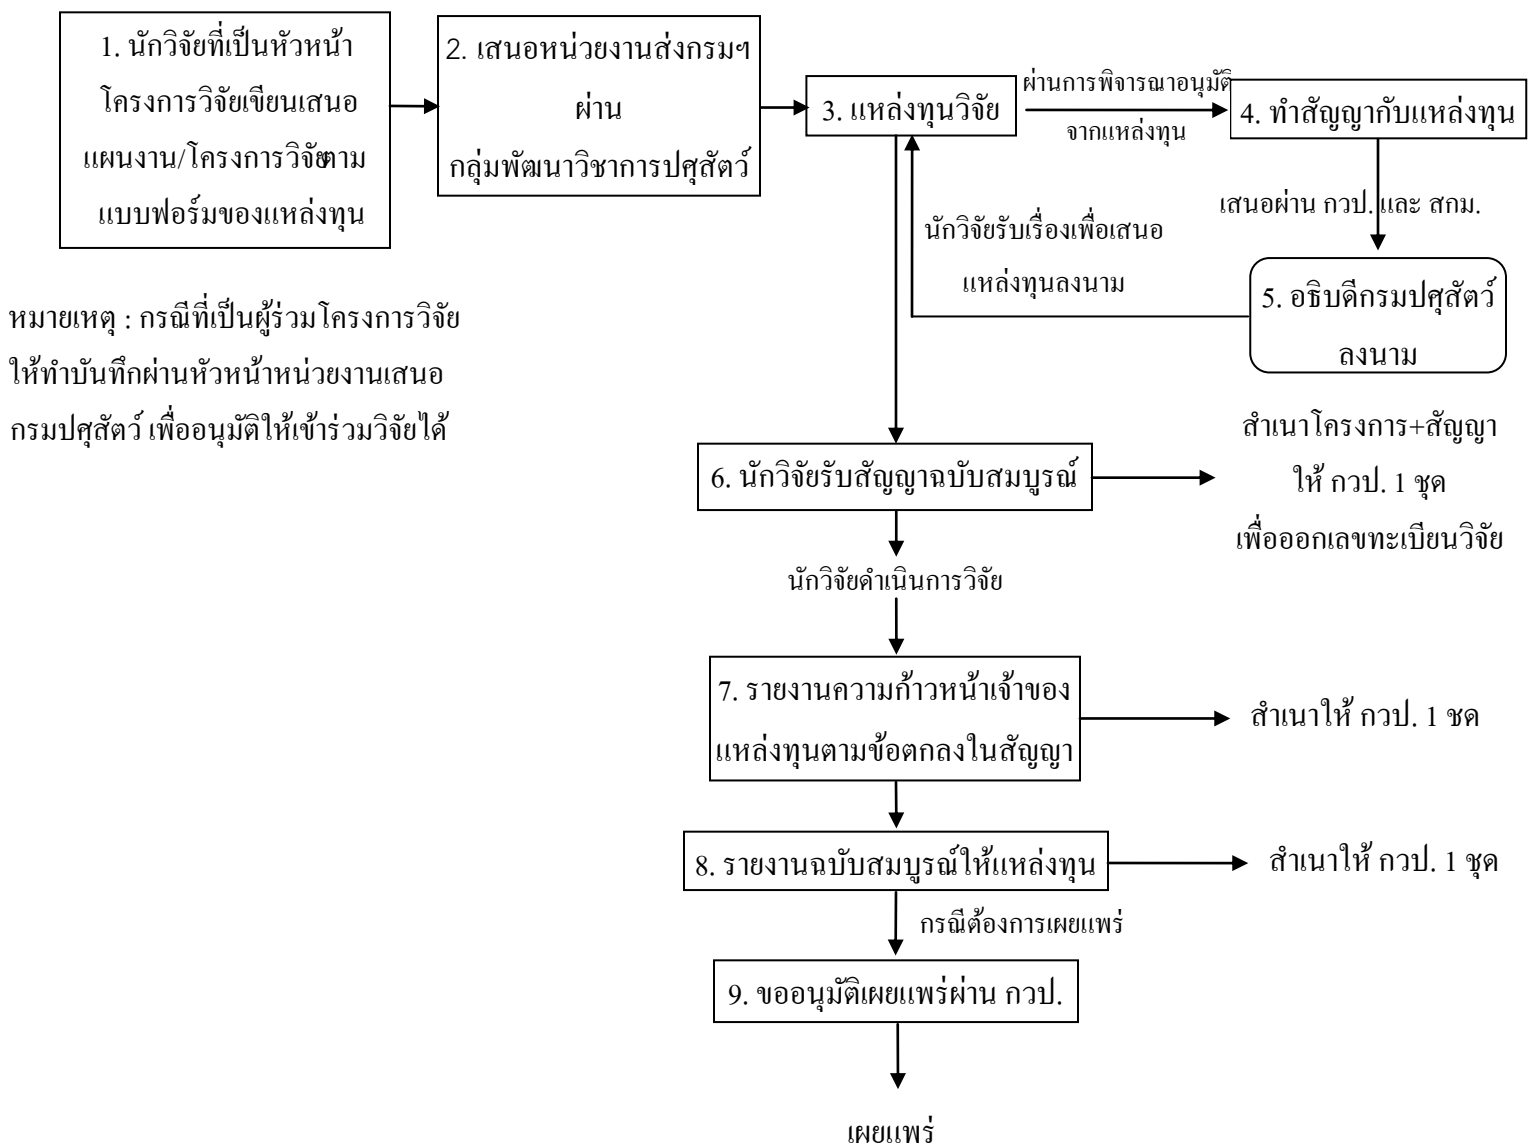 1. นักวิจัยที่เป็นหัวหน้า
โครงการวิจัยเขียนเสนอ
แผนงาน/โครงการวิจัยตาม
แบบฟอร์มของแหล่งทุน
2. เสนอหน่วยงานส่งกรมฯ
ผ่าน
กลุ่มพัฒนาวิชาการปศุสัตว์
3. แหล่งทุนวิจัย
ผ่านการพิจารณาอนุมัติ
จากแหล่งทุน
4. ทำสัญญากับแหล่งทุน
เสนอผ่าน กวป. และ สกม.
นักวิจัยรับเรื่องเพื่อเสนอ
แหล่งทุนลงนาม
5. อธิบดีกรมปศุสัตว์
ลงนาม
หมายเหตุ : กรณีที่เป็นผู้ร่วมโครงการวิจัย
ให้ทำบันทึกผ่านหัวหน้าหน่วยงานเสนอ
กรมปศุสัตว์ เพื่ออนุมัติให้เข้าร่วมวิจัยได้
6. นักวิจัยรับสัญญาฉบับสมบูรณ์
สำเนาโครงการ+สัญญา
ให้ กวป. 1 ชุด
เพื่อออกเลขทะเบียนวิจัย
นักวิจัยดำเนินการวิจัย
7. รายงานความก้าวหน้าเจ้าของ
แหล่งทุนตามข้อตกลงในสัญญา
สำเนาให้ กวป. 1 ชด
8. รายงานฉบับสมบูรณ์ให้แหล่งทุน
สำเนาให้ กวป. 1 ชุด
กรณีต้องการเผยแพร่
9. ขออนุมัติเผยแพร่ผ่าน กวป.
เผยแพร่